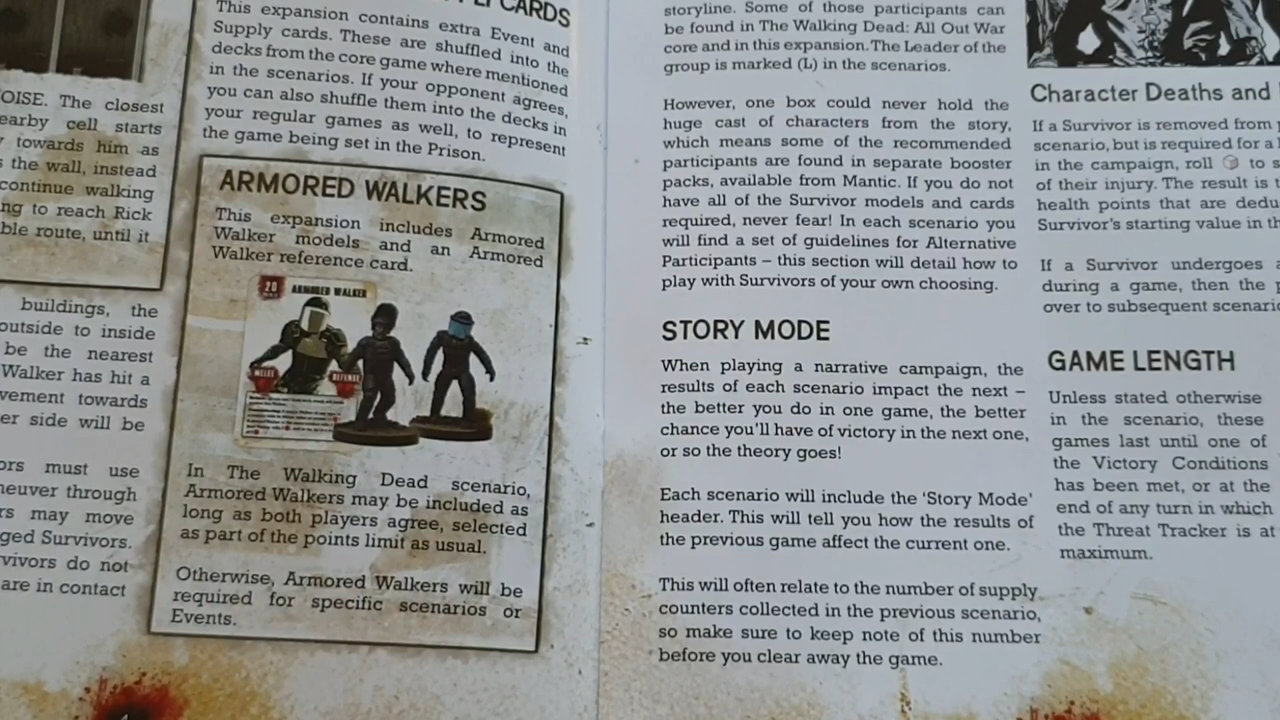 OISE. The closest
earby cell starts
towards him as
the wall, instead
continue walking
ng to reach Rick
ble route, until it
buildings, the
outside to inside
be the nearest
Walker has hit a
vement towards
er side will be
ors must use
neuver through
rs may move
ged Survivors.
vivors do not
are in contact
CARDS
This expansion contains extra Event and
Supply cards. These are shuffled into the
decks from the core game where mentioned
in the scenarios. If your opponent agrees,
you can also shuffle them into the decks in
your regular games as well, to represent
the game being set in the Prison.
ARMORED WALKERS
This expansion includes Armored
Walker models and an Armored
Walker reference card.
20
ARMORED WALKER
MELEE
DEFENSE
In The Walking Dead scenario,
Armored Walkers may be included as
long as both players agree, selected
as part of the points limit as usual.
Otherwise, Armored Walkers will be
required for specific scenarios or
Events.
storyline. Some of those participants can
be found in The Walking Dead: All Out War
core and in this expansion. The Leader of the
group is marked (L) in the scenarios.
However, one box could never hold the
huge cast of characters from the story,
which means some of the recommended
participants are found in separate booster
packs, available from Mantic. If you do not
have all of the Survivor models and cards
required, never fear! In each scenario you
will find a set of guidelines for Alternative
Participants – this section will detail how to
play with Survivors of your own choosing.
STORY MODE
When playing a narrative campaign, the
results of each scenario impact the next –
the better you do in one game, the better
chance you'll have of victory in the next one,
or so the theory goes!
Each scenario will include the 'Story Mode'
header. This will tell you how the results of
the previous game affect the current one.
This will often relate to the number of supply
counters collected in the previous scenario,
so make sure to keep note of this number
before you clear away the game.
Character Deaths and
If a Survivor is removed from
scenario, but is required for a
in the campaign, roll to
of their injury. The result is
health points that are dedu
Survivor's starting value in th
If a Survivor undergoes
during a game, then the
over to subsequent scenari
GAME LENGTH
Unless stated otherwise
in the scenario, these
games last until one of
the Victory Conditions
has been met, or at the
end of any turn in which
the Threat Tracker is at
maximum.